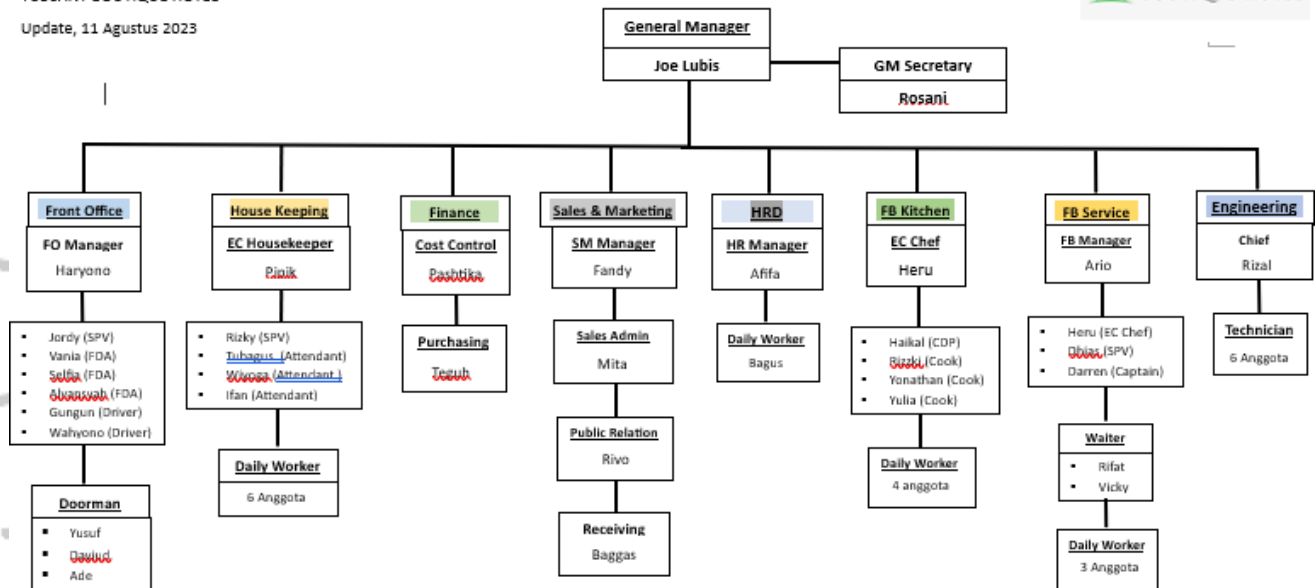 Update, 11 Agustus 2023
General Manager
Joe Lubis
GM Secretary
Rosani
Front Office
FO Manager
Haryono
Jordy (SPV)
Vania (FDA)
Selfia (FDA)
Alyansyah (FDA)
Gungun (Driver)
Wahyono (Driver)
Doorman
Yusuf
Dayjud
Ade
House Keeping
EC Housekeeper
Pipik
Rizky (SPV)
Tubagus (Attendant)
Wiyoga (Attendant )
Ifan (Attendant)
Daily Worker
6 Anggota
Finance
Cost Control
Pashtika
Purchasing
Teguh
Sales & Marketing
SM Manager
Fandy
Sales Admin
Mita
Public Relation
Rivo
Receiving
Baggas
HRD
HR Manager
Afifa
Daily Worker
Bagus
FB Kitchen
EC Chef
Heru
Haikal (CDP)
Rizzki (Cook)
Yonathan (Cook)
Yulia (Cook)
Daily Worker
4 anggota
FB Service
FB Manager
Ario
Heru (EC Chef)
Dhias (SPV)
Darren (Captain)
Waiter
Rifat
Vicky
Daily Worker
3 Anggota
Engineering
Chief
Rizal
Technician
6 Anggota